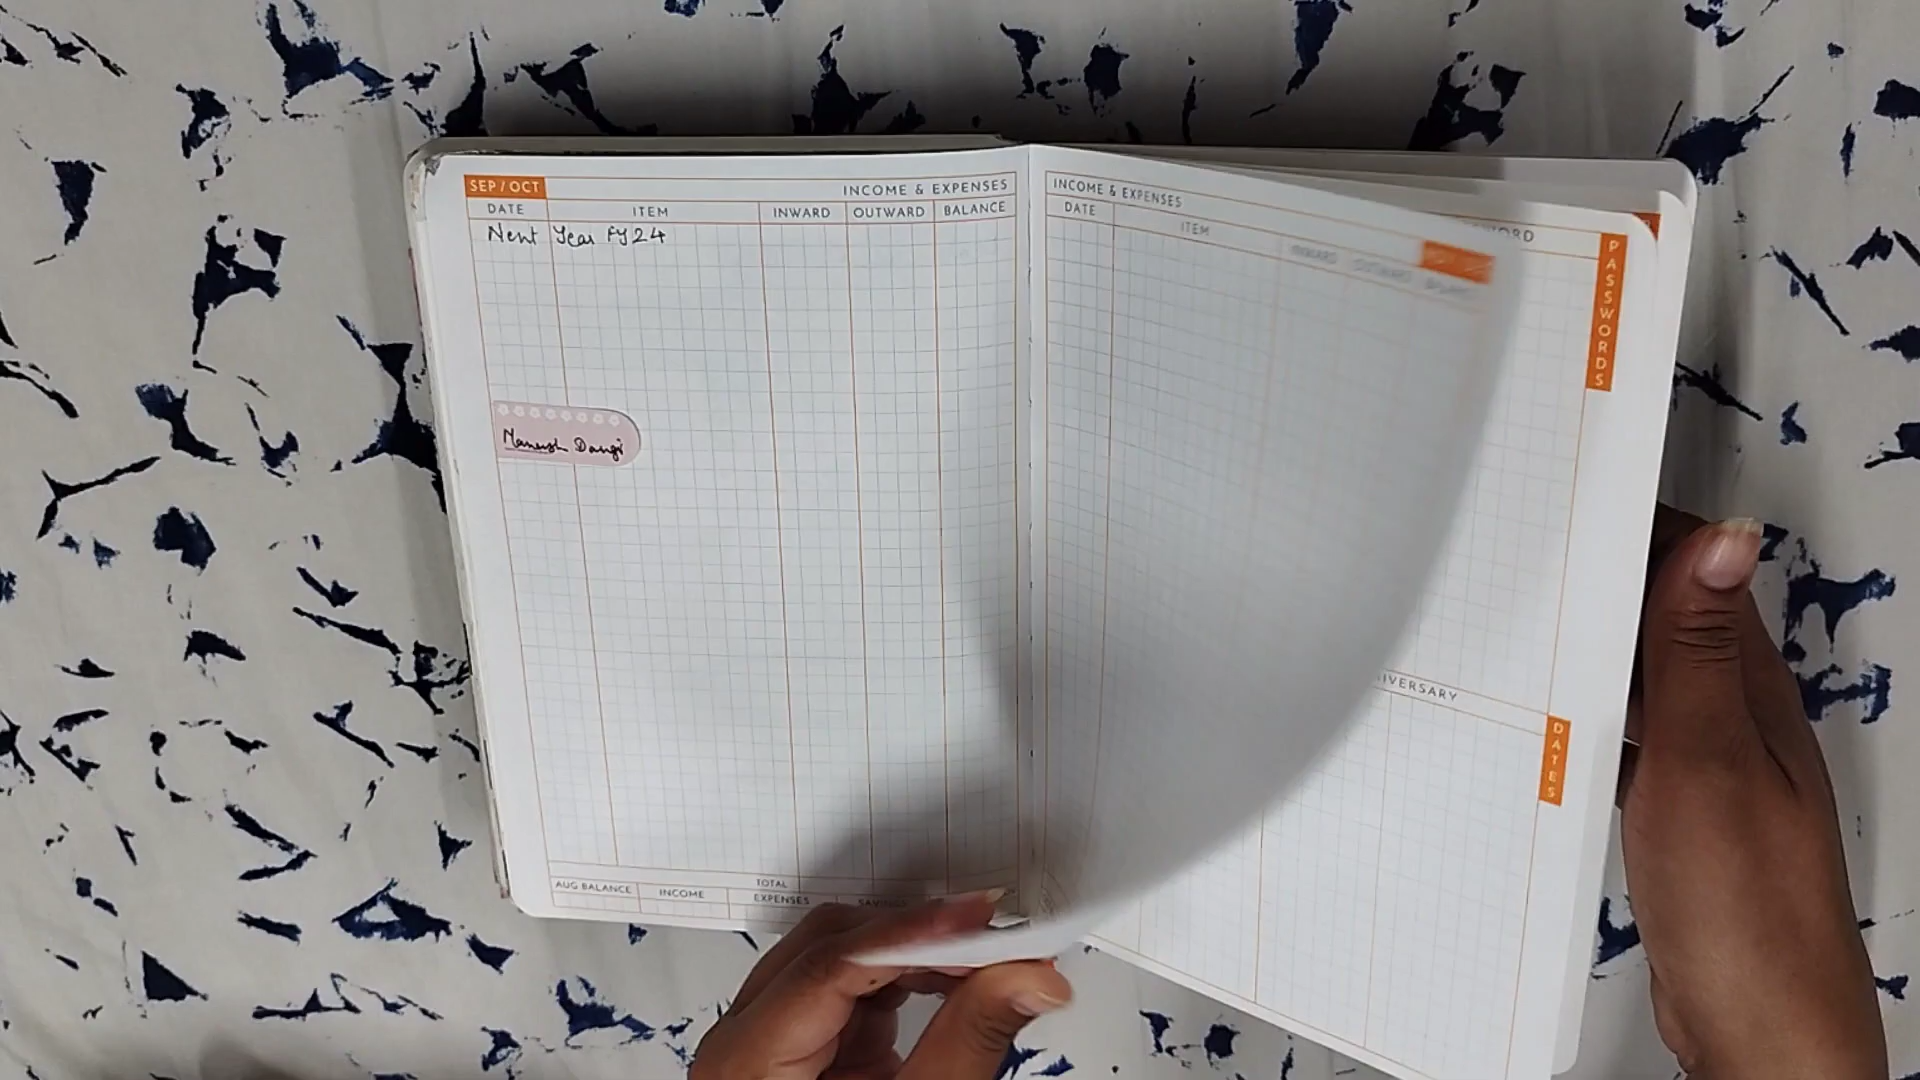 SEP / OCT
INCOME & EXPENSES
DATE ITEM INWARD OUTWARD BALANCE
Next Year FY24
Dangi
TOTAL
AUG BALANCE INCOME EXPENSES SAVINGS
INCOME & EXPENSES
DATE ITEM
PASSWORDS
DATES